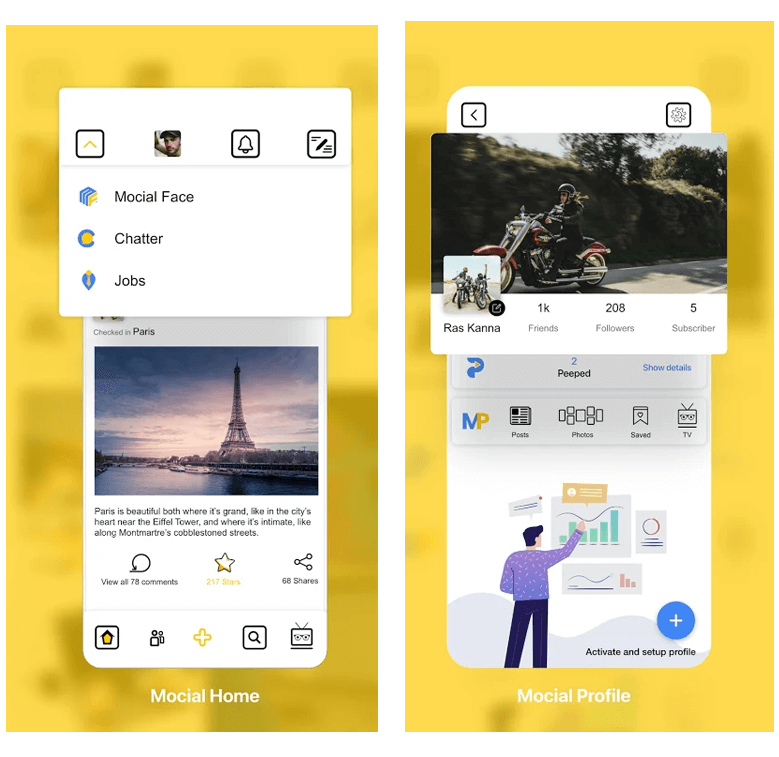 Mocial Face
Chatter
Jobs
Checked in Paris
Paris is beautiful both where it's grand, like in the city's
heart near the Eiffel Tower, and where it's intimate, like
along Montmartre's cobblestoned streets.
View all 78 comments
217 Stars
68 Shares
Mocial Home
Ras Kanna
1k
Friends
208
Followers
5
Subscriber
2
Peeped
Show details
MP
Posts
Photos
Saved
TV
Activate and setup profile
Mocial Profile